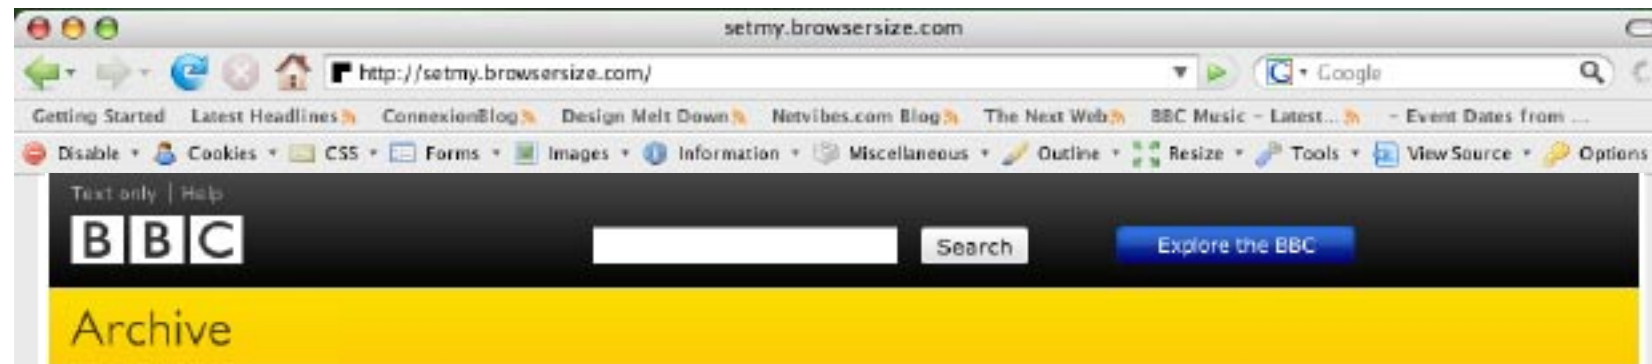 setmy.browsersize.com
http://setmy.browsersize.com/ Google
Getting Started Latest Headlines ConnexionBlog Design Melt Down Netvibes.com Blog The Next Web BBC Music - Latest... - Event Dates from ...
Disable Cookies CSS Forms Images Information Miscellaneous Outline Resize Tools View Source Options
Text only | Help
BBC Search Explore the BBC
Archive